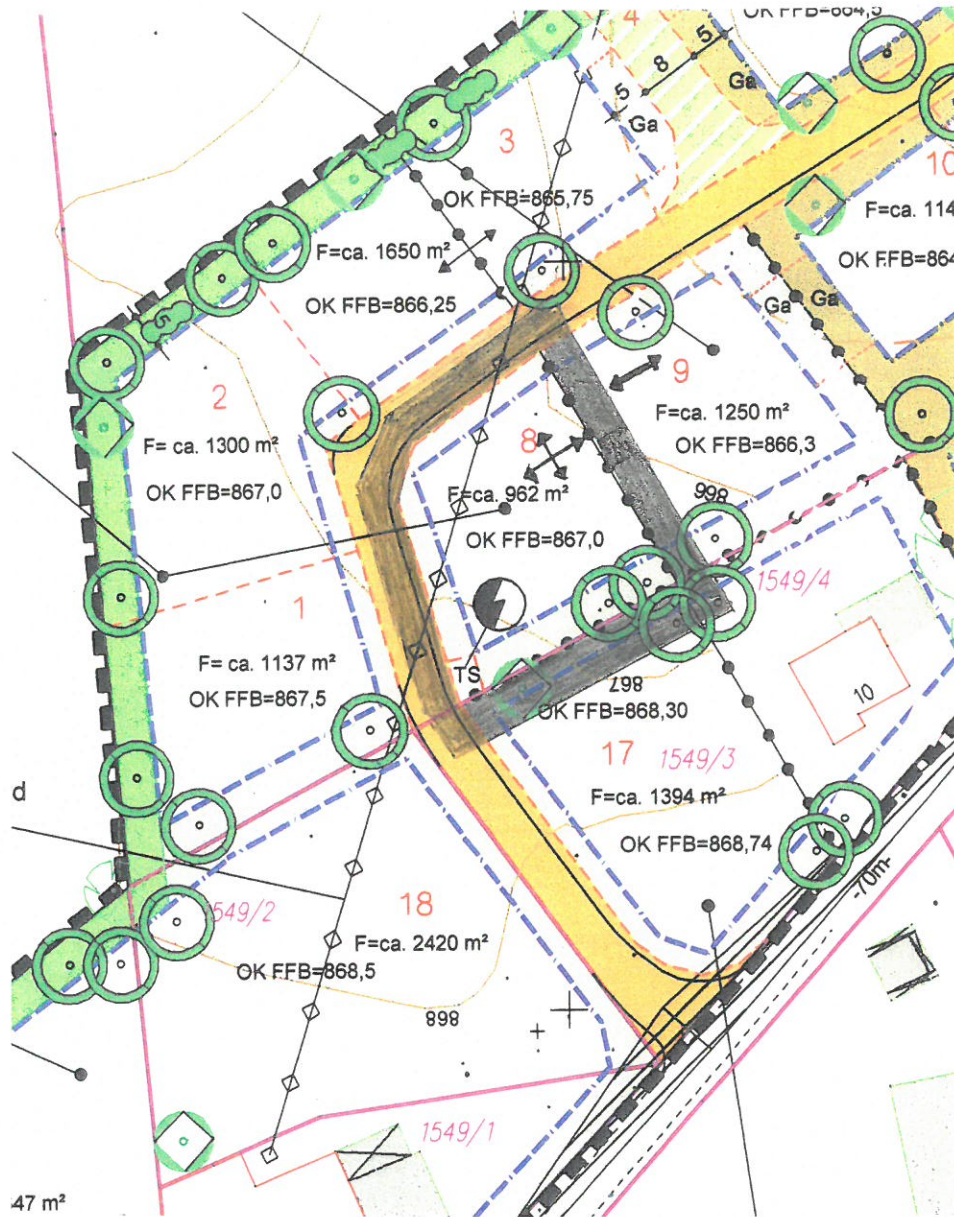 4
OK FFB=664,5
5
8
5
Ga
Ga
3
OK FFB=865,75
10
F=ca. 114
F=ca. 1650 m²
OK FFB=864
OK FFB=866,25
Ga
Ga
5
2
9
F=ca. 1250 m²
8
F= ca. 1300 m²
OK FFB=866,3
OK FFB=867,0
F=ca. 962 m²
998
OK FFB=867,0
1549/4
1
F= ca. 1137 m²
TS
867
OK FFB=867,5
OK FFB=868,30
10
17
1549/3
d
F=ca. 1394 m²
OK FFB=868,74
-70m-
18
1549/2
F=ca. 2420 m²
OK FFB=868,5
898
1549/1
47 m²